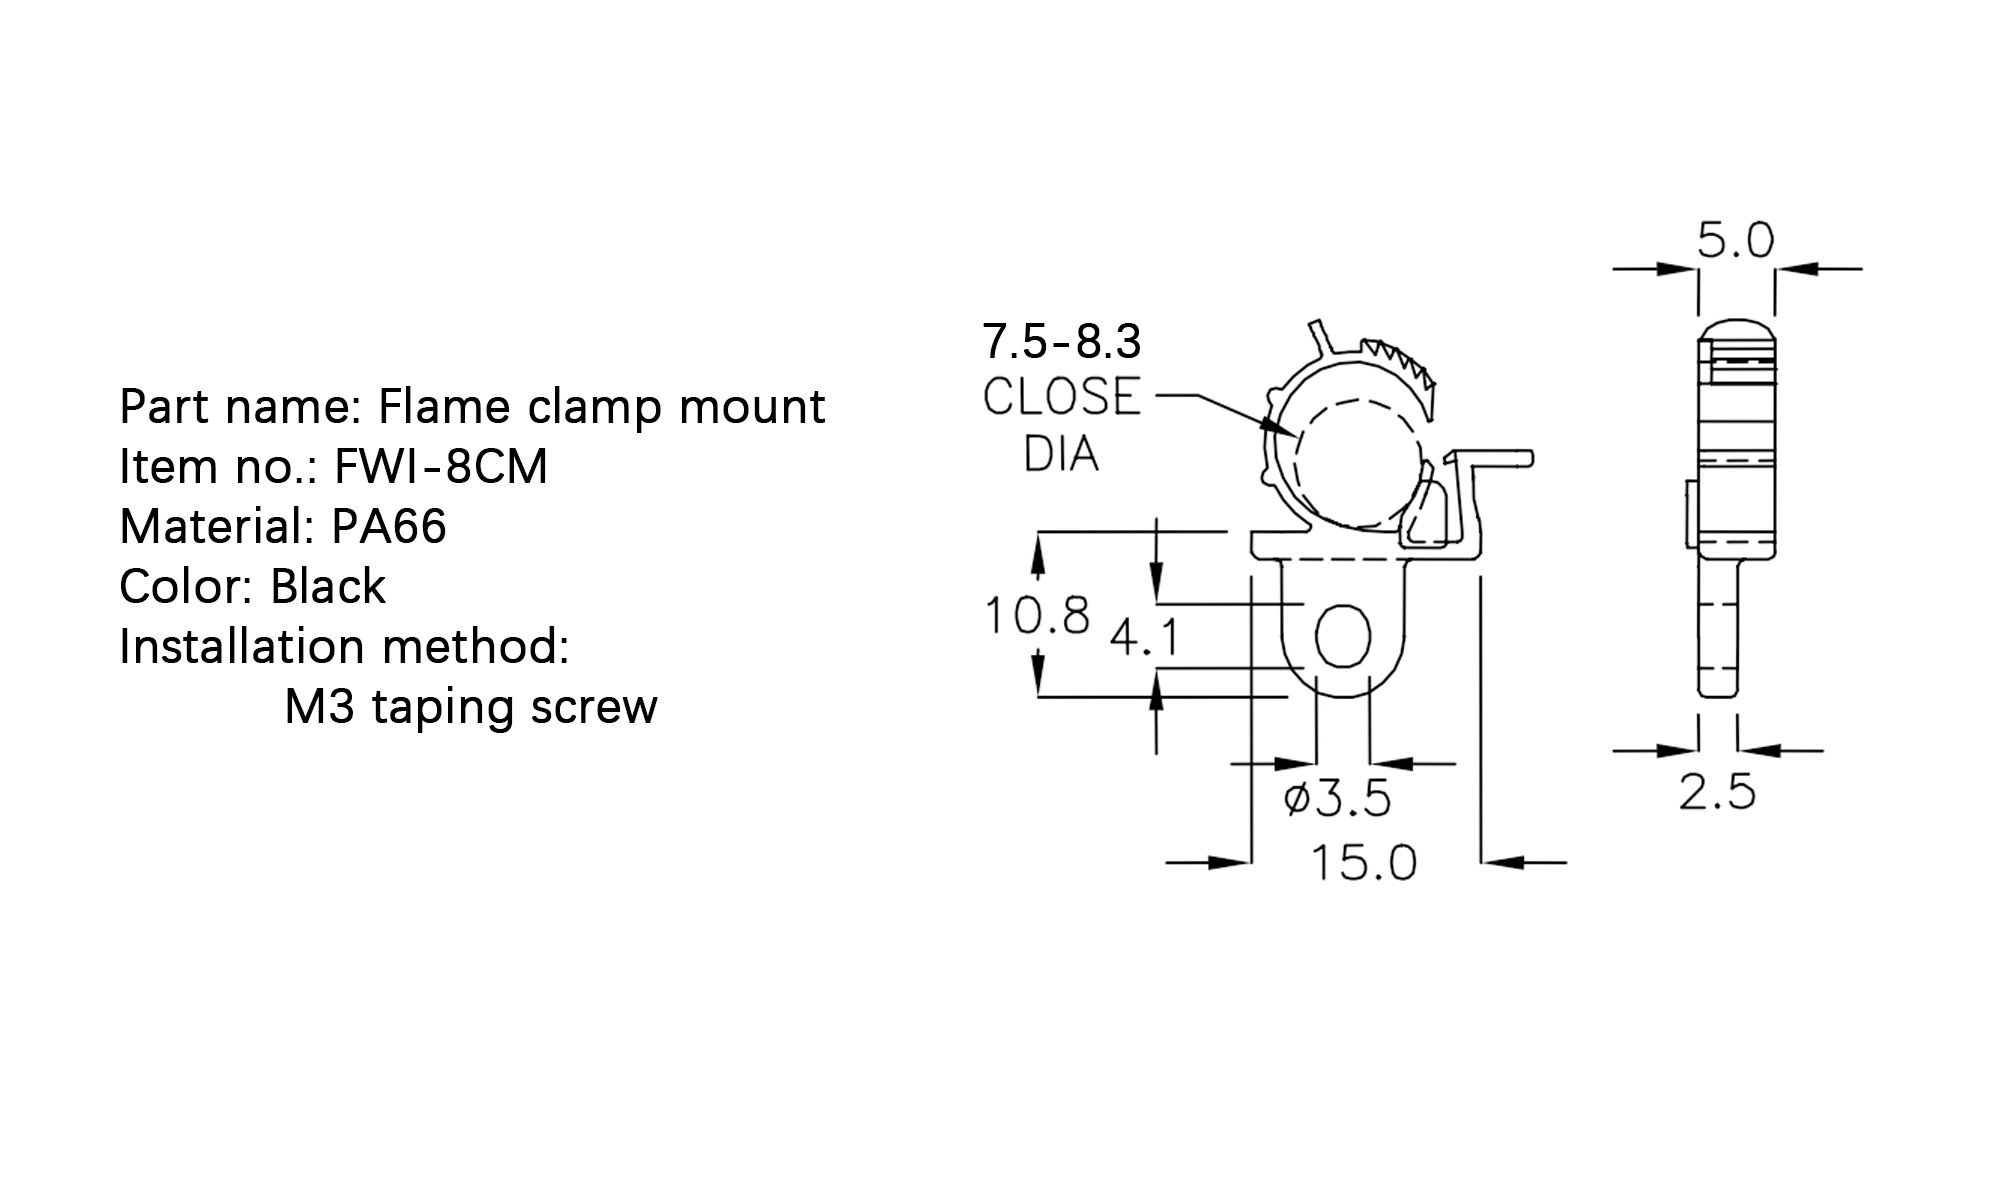 Part name: Flame clamp mount
Item no.: FWI-8CM
Material: PA66
Color: Black
Installation method:
M3 taping screw
7.5-8.3
CLOSE
DIA
10.8
4.1
ø3.5
15.0
5.0
2.5